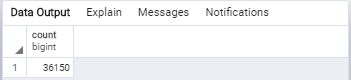 Data Output Explain Messages Notifications
count
bigint
1 36150